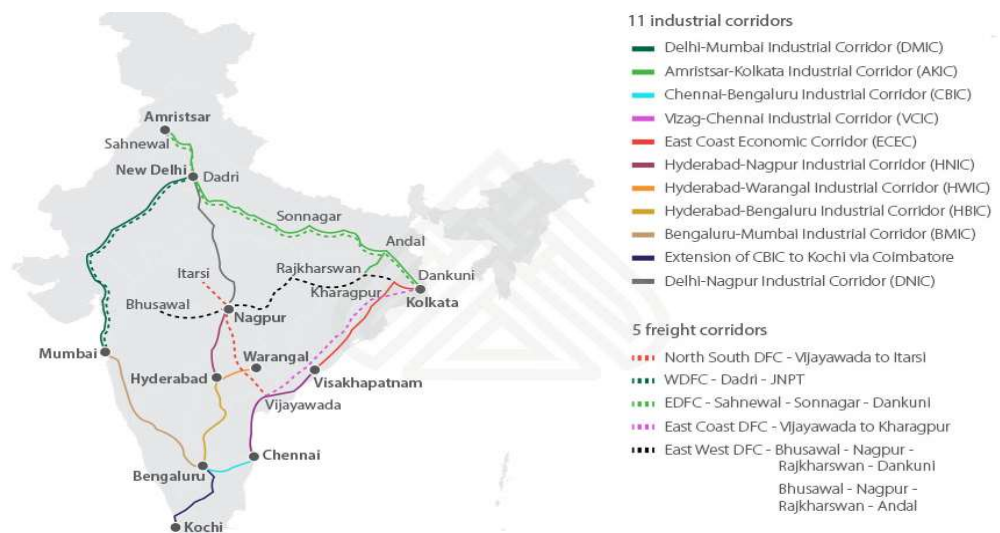 Amristsar
Sahnewal
New Delhi
Dadri
Sonnagar
Andal
Itarsi
Rajkharswan
Dankuni
Bhusawal
Kharagpur
Kolkata
Nagpur
Mumbai
Warangal
Hyderabad
Visakhapatnam
Vijayawada
Chennai
Bengaluru
Kochi
11 industrial corridors
Delhi-Mumbai Industrial Corridor (DMIC)
Amristsar-Kolkata Industrial Corridor (AKIC)
Chennai-Bengaluru Industrial Corridor (CBIC)
Vizag-Chennai Industrial Corridor (VCIC)
East Coast Economic Corridor (ECEC)
Hyderabad-Nagpur Industrial Corridor (HNIC)
Hyderabad-Warangal Industrial Corridor (HWIC)
Hyderabad-Bengaluru Industrial Corridor (HBIC)
Bengaluru-Mumbai Industrial Corridor (BMIC)
Extension of CBIC to Kochi via Coimbatore
Delhi-Nagpur Industrial Corridor (DNIC)
5 freight corridors
North South DFC - Vijayawada to Itarsi
WDFC - Dadri - JNPT
EDFC - Sahnewal - Sonnagar - Dankuni
East Coast DFC - Vijayawada to Kharagpur
East West DFC - Bhusawal - Nagpur -
Rajkharswan - Dankuni
Bhusawal - Nagpur -
Rajkharswan - Andal